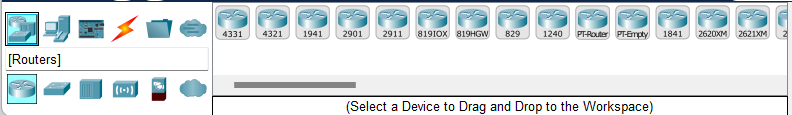 4331 4321 1941 2901 2911 819IOX 819HGW 829 1240 PT-Router PT-Empty 1841 2620XM 2621XM
[Routers]
(Select a Device to Drag and Drop to the Workspace)